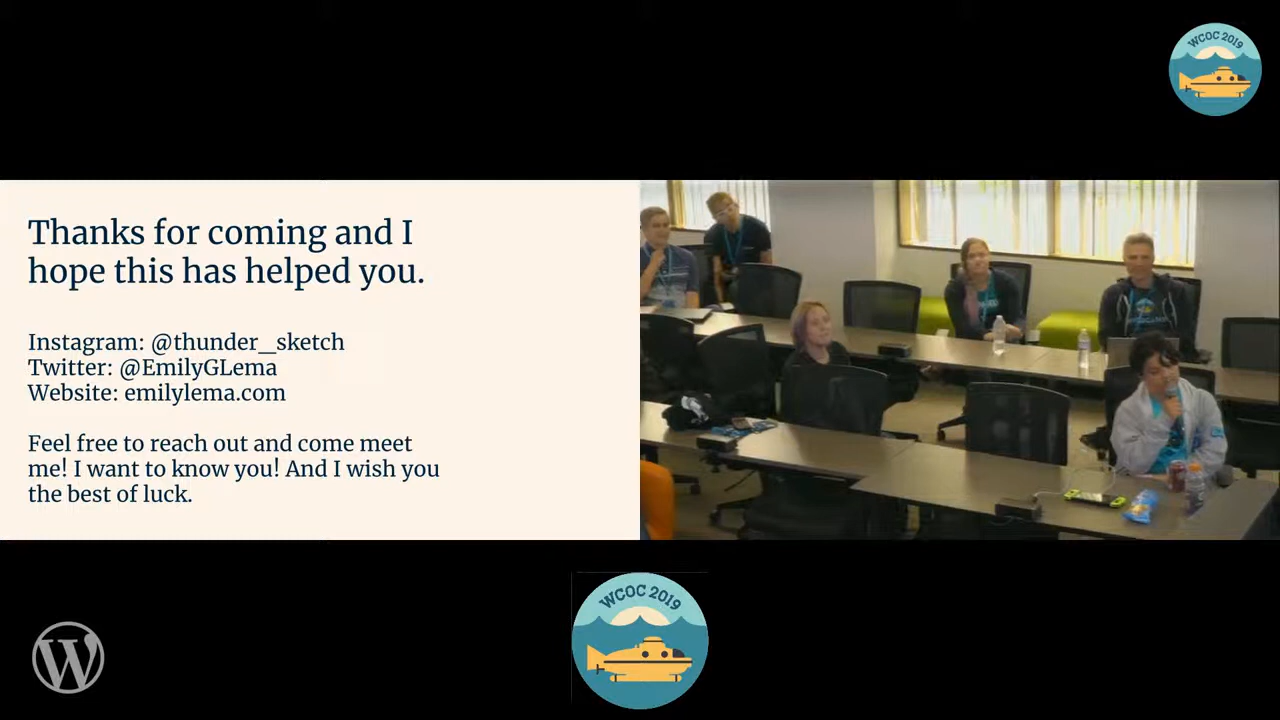 WCOC 2019
Thanks for coming and I
hope this has helped you.
Instagram: @thunder_sketch
Twitter: @EmilyGLema
Website: emilylema.com
Feel free to reach out and come meet
me! I want to know you! And I wish you
the best of luck.
WCOC 2019